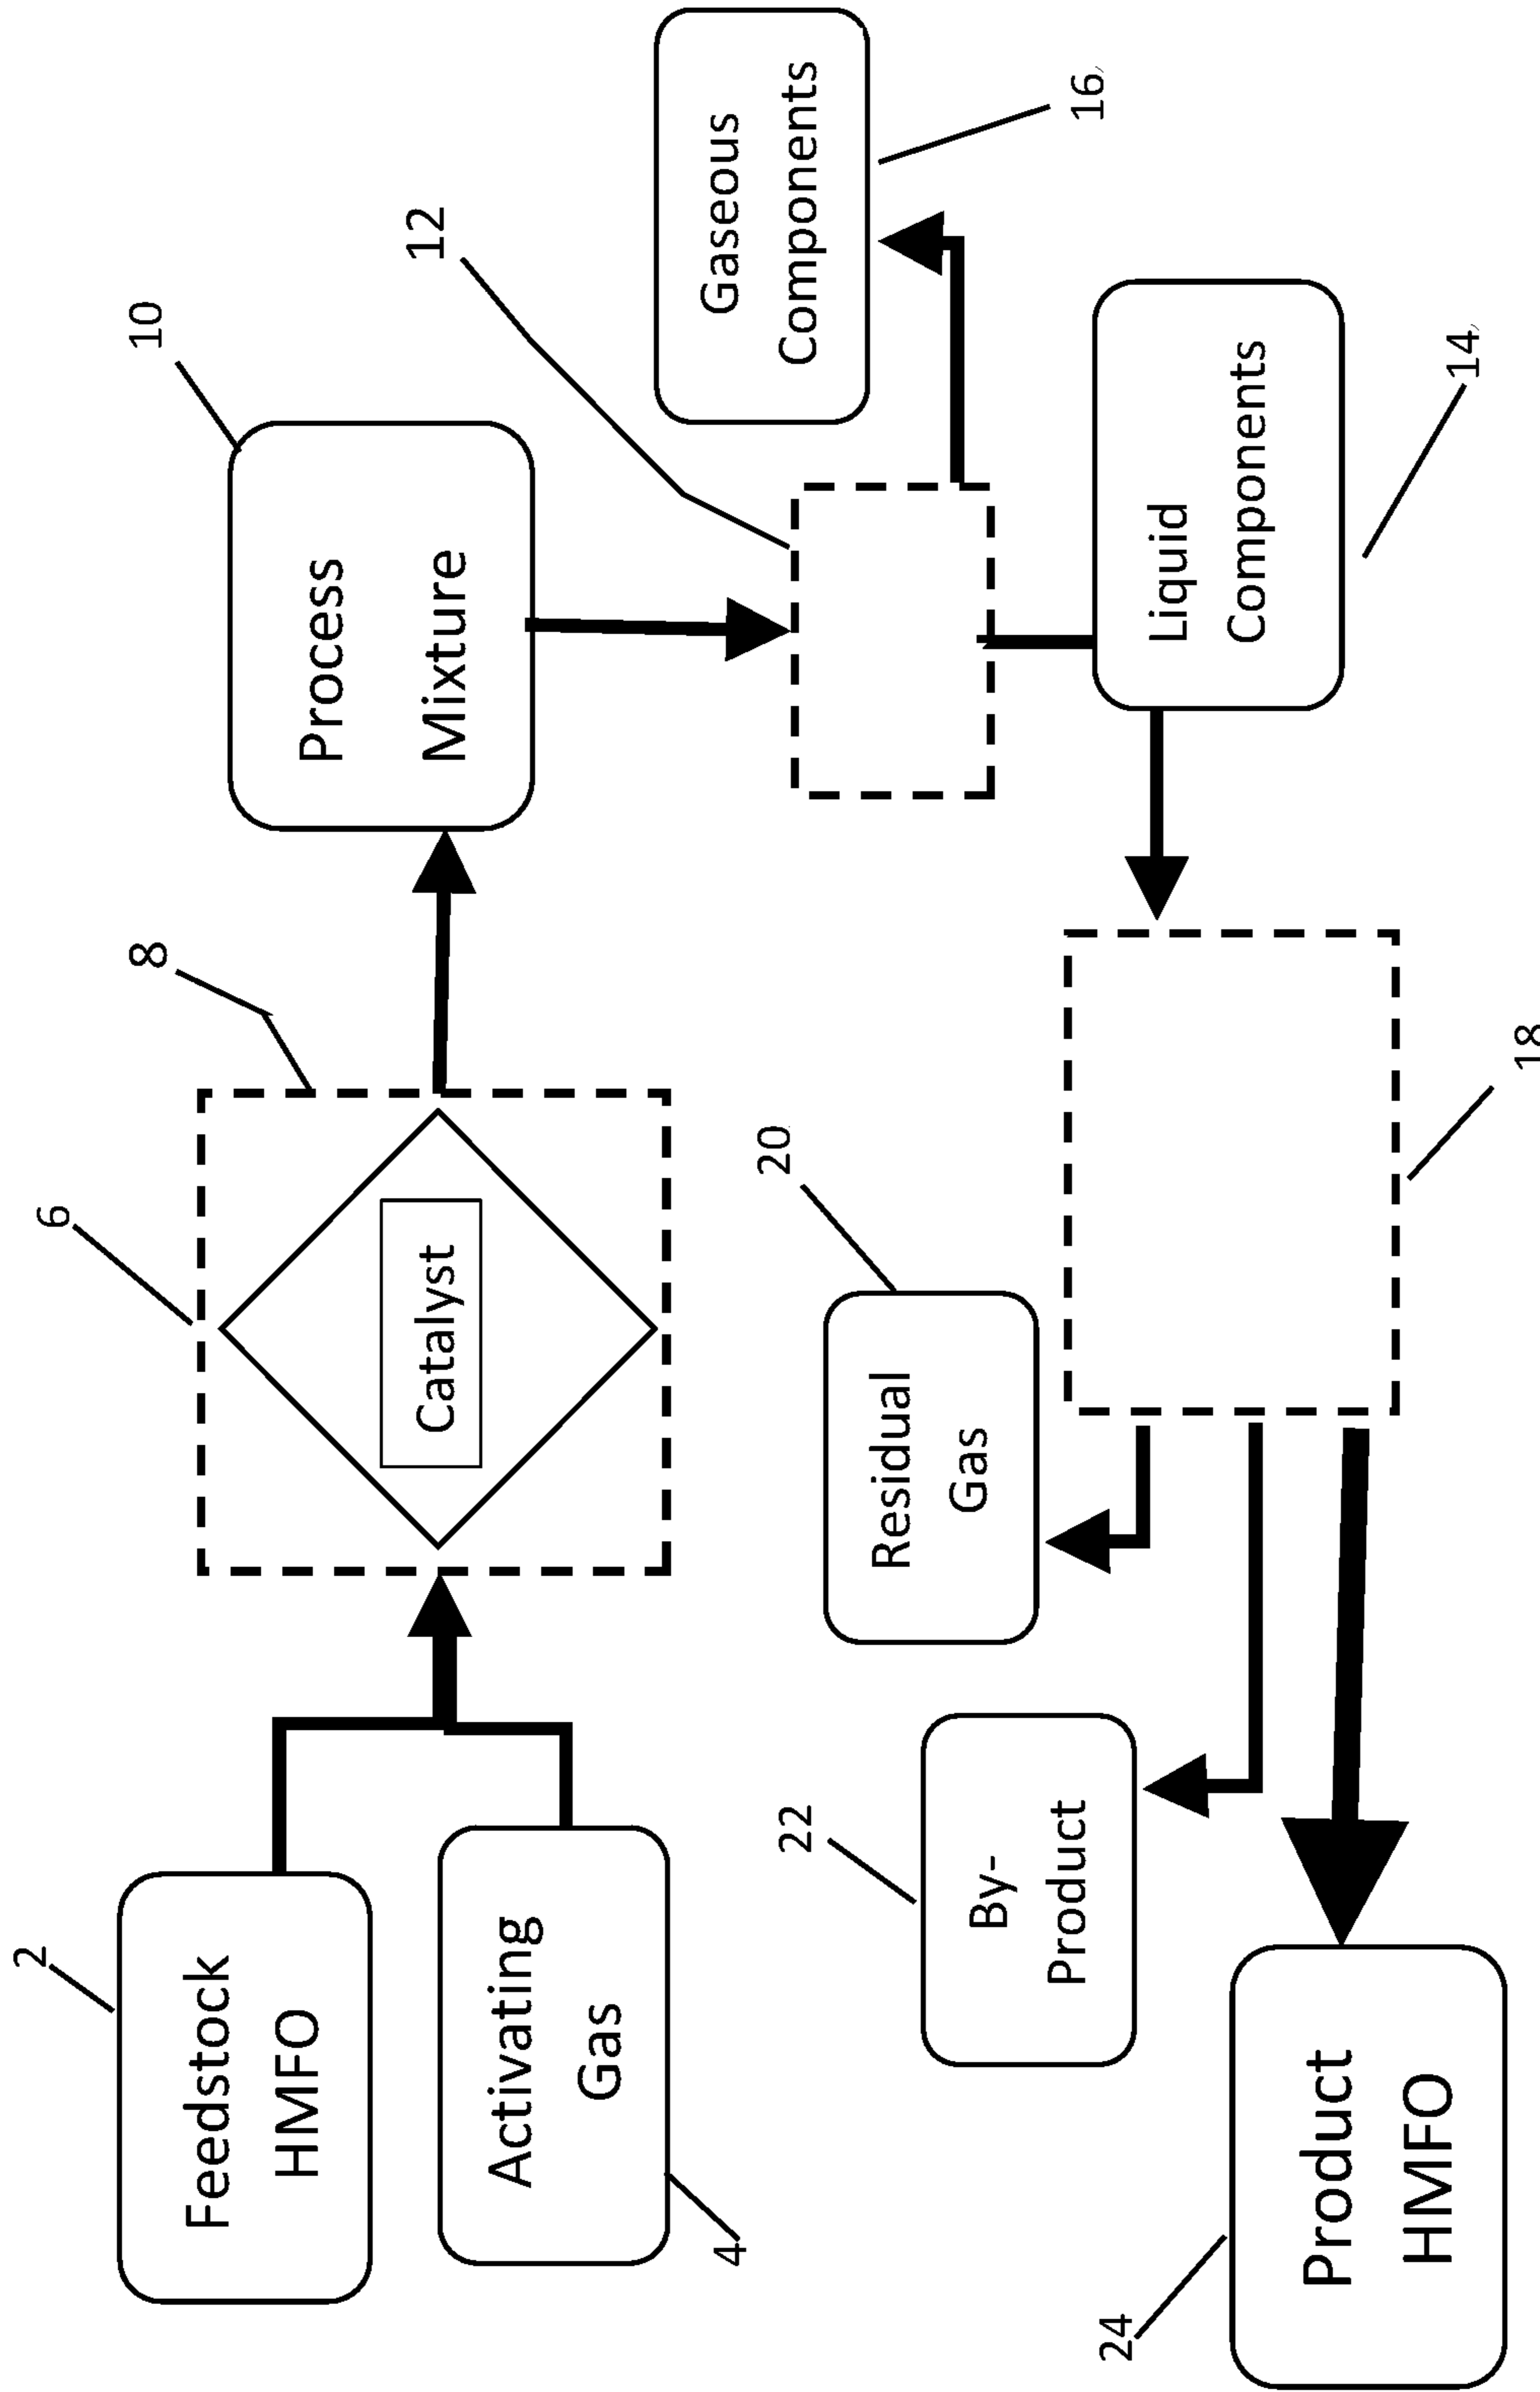 2
Feedstock
HMFO
Activating
Gas
4
6
Catalyst
8
10
Process
Mixture
12
Gaseous
Components
16
Liquid
Components
14
18
20
Residual
Gas
22
By-
Product
24
Product
HMFO